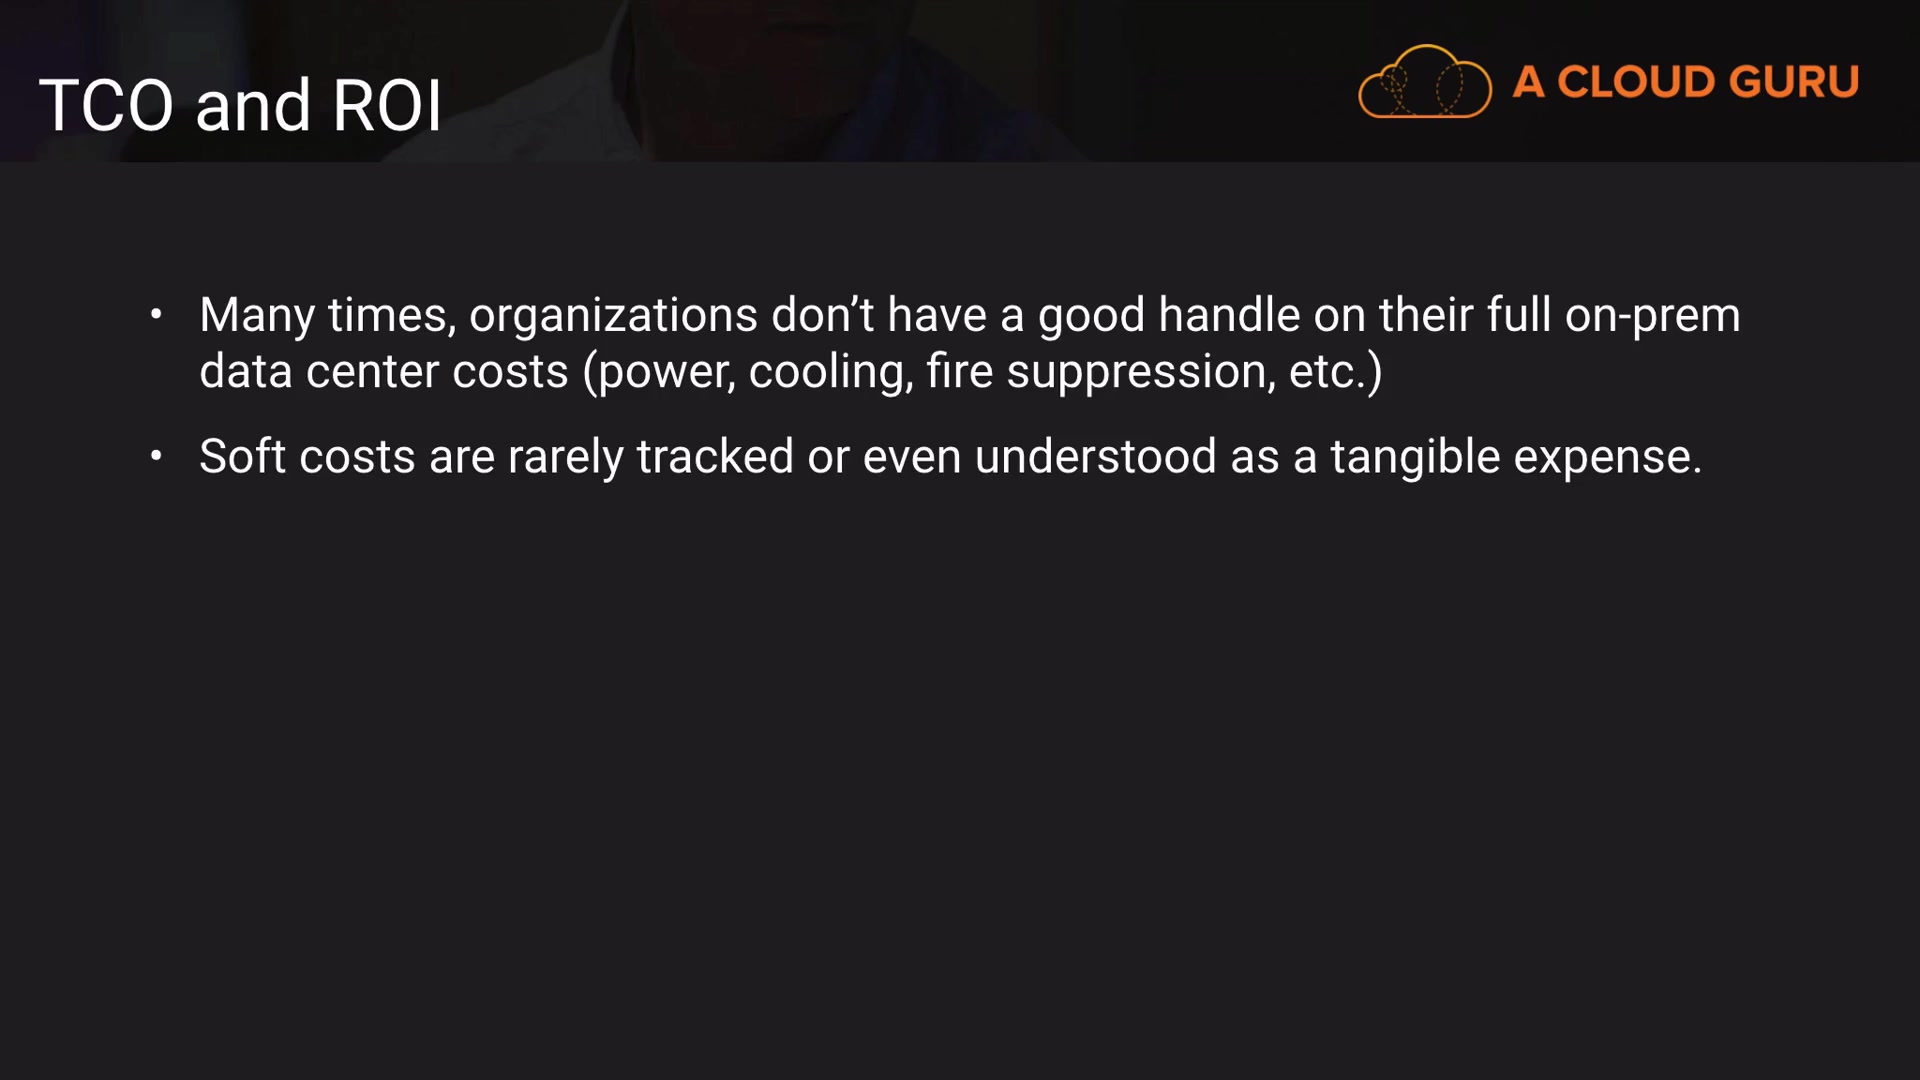 TCO and ROI
A CLOUD GURU
• Many times, organizations don’t have a good handle on their full on-prem
data center costs (power, cooling, fire suppression, etc.)
• Soft costs are rarely tracked or even understood as a tangible expense.